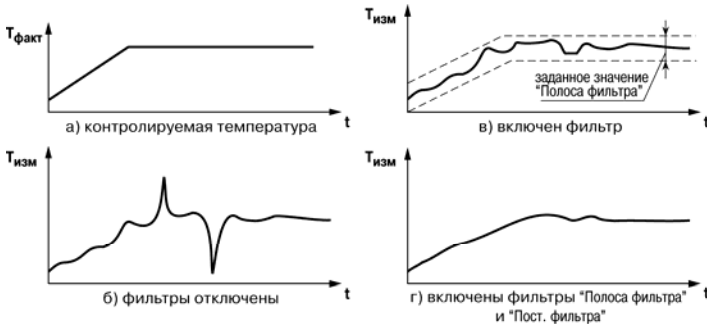 Tфакт
t
а) контролируемая температура
Tизм
заданное значение
"Полоса фильтра"
t
в) включен фильтр
Tизм
t
б) фильтры отключены
Tизм
t
г) включены фильтры "Полоса фильтра"
и "Пост. фильтра"